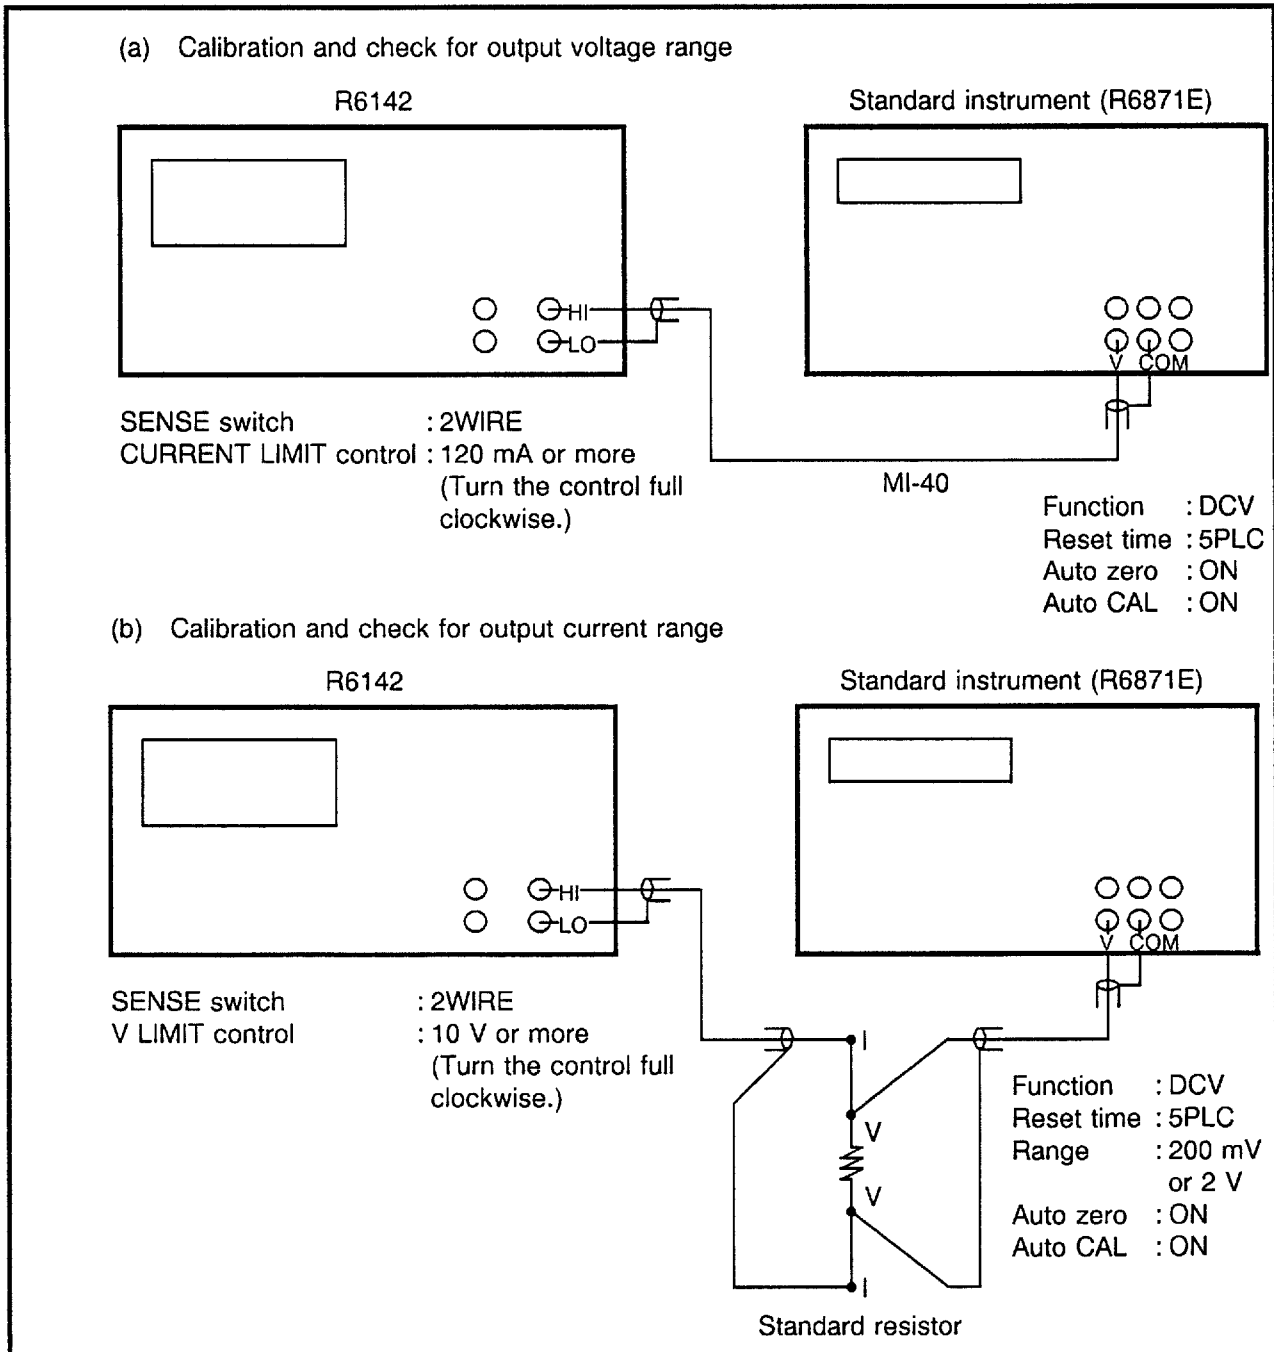 (a) Calibration and check for output voltage range
R6142
Standard instrument (R6871E)
HI
LO
V COM
SENSE switch : 2WIRE
CURRENT LIMIT control : 120 mA or more
(Turn the control full
clockwise.)
MI-40
Function : DCV
Reset time : 5PLC
Auto zero : ON
Auto CAL : ON
(b) Calibration and check for output current range
R6142
Standard instrument (R6871E)
HI
LO
V COM
SENSE switch : 2WIRE
V LIMIT control : 10 V or more
(Turn the control full
clockwise.)
I
V
V
I
Standard resistor
Function : DCV
Reset time : 5PLC
Range : 200 mV
or 2 V
Auto zero : ON
Auto CAL : ON